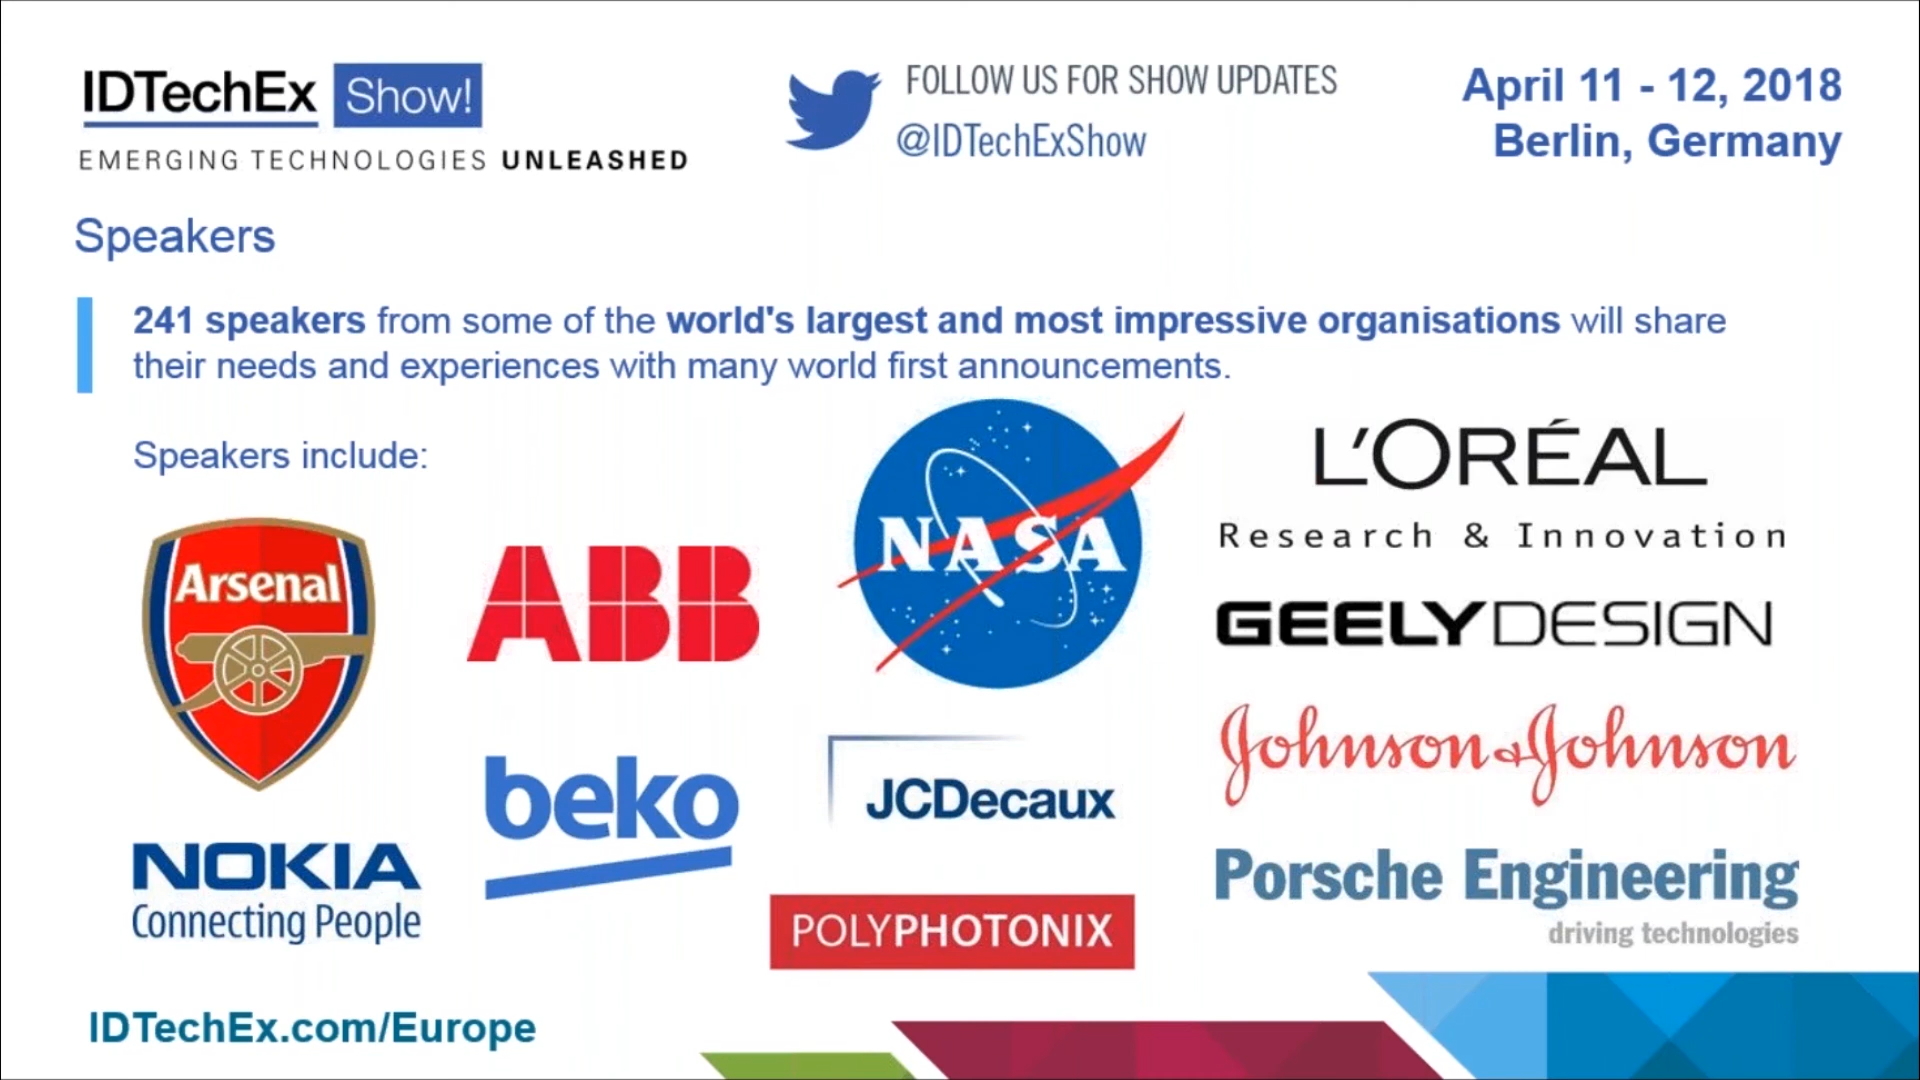 IDTechEx Show!
EMERGING TECHNOLOGIES UNLEASHED
FOLLOW US FOR SHOW UPDATES
@IDTechExShow
April 11 - 12, 2018
Berlin, Germany
Speakers
241 speakers from some of the world's largest and most impressive organisations will share
their needs and experiences with many world first announcements.
Speakers include:
Arsenal
ABB
NASA
L'ORÉAL
Research & Innovation
GEELYDESIGN
Johnson & Johnson
beko
JCDecaux
NOKIA
Connecting People
POLYPHOTONIX
Porsche Engineering
driving technologies
IDTechEx.com/Europe